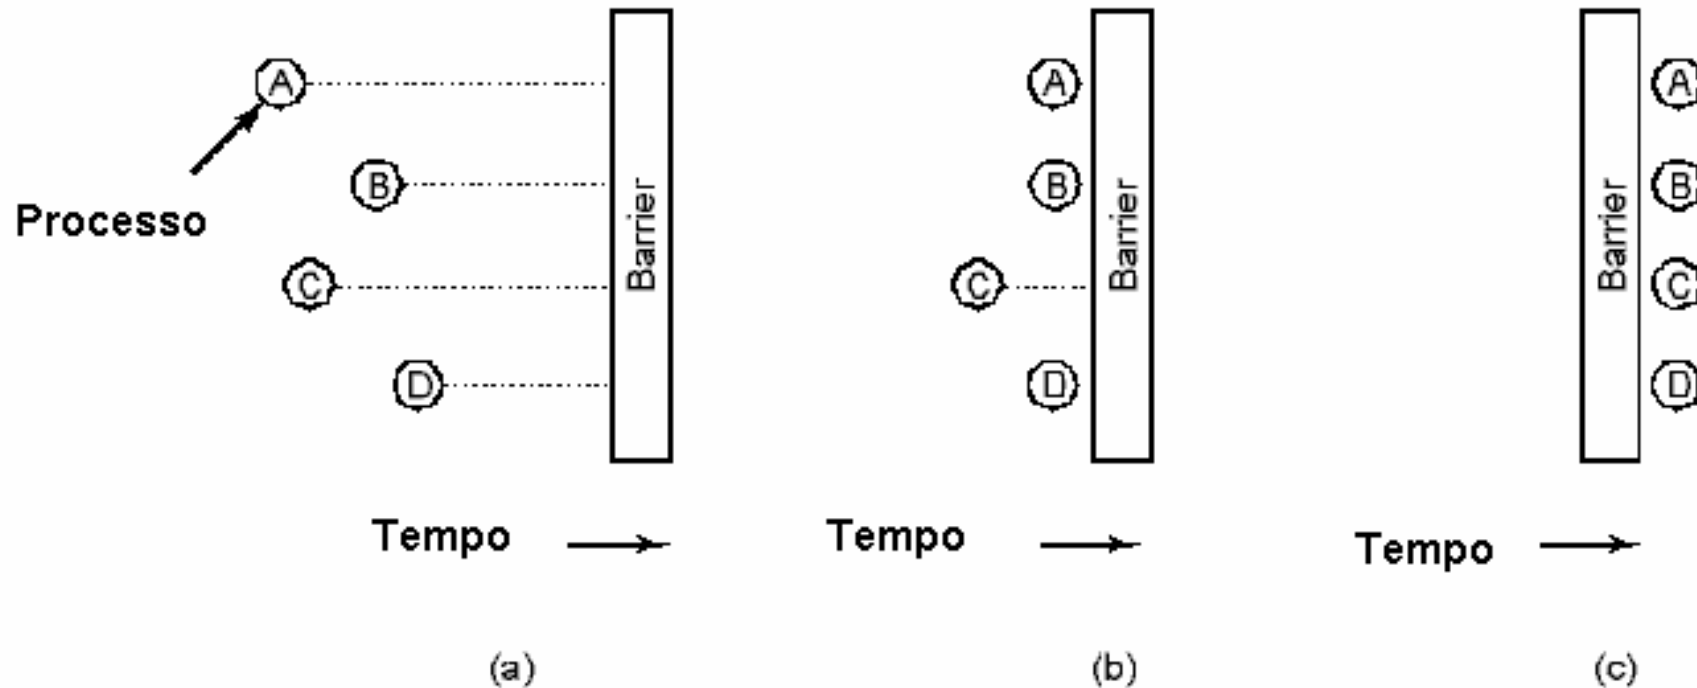 A
Processo
B
C
D
Barrier
Tempo
(a)
A
B
C
D
Barrier
Tempo
(b)
Barrier
A
B
C
D
Tempo
(c)